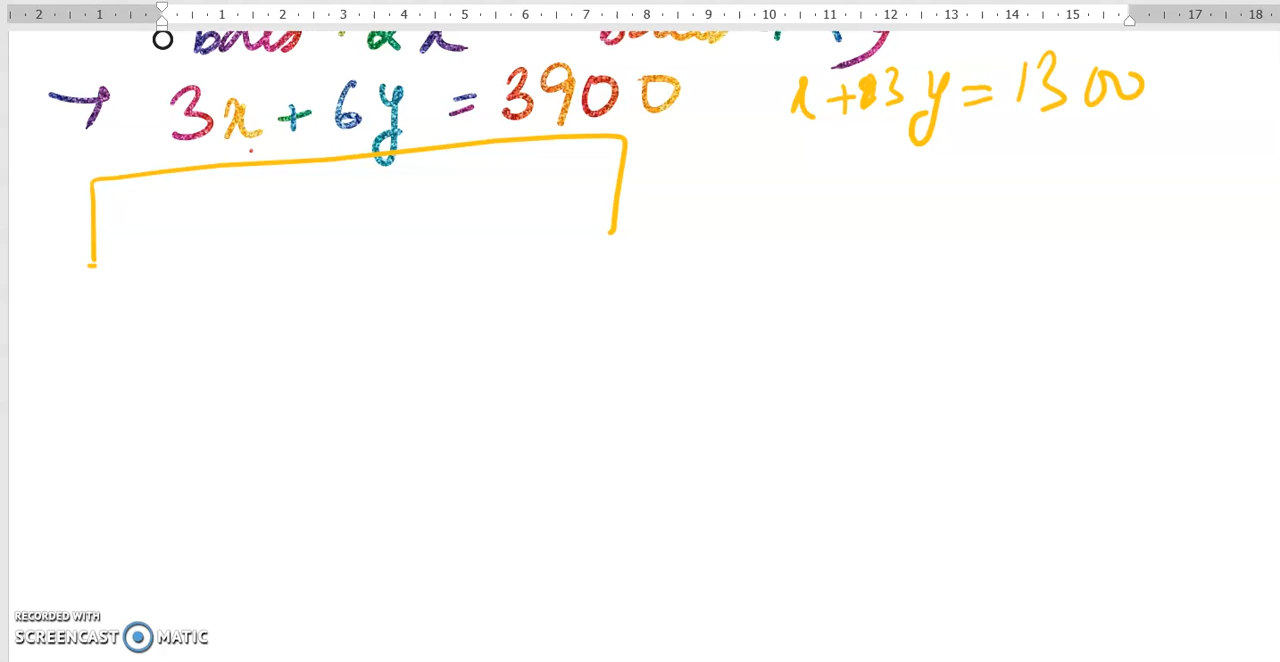 2 1 1 2 3 4 5 6 7 8 9 10 11 12 13 14 15 17 18
→ 3x + 6y = 3900
x + 3y = 1300
RECORDED WITH
SCREENCAST MATIC